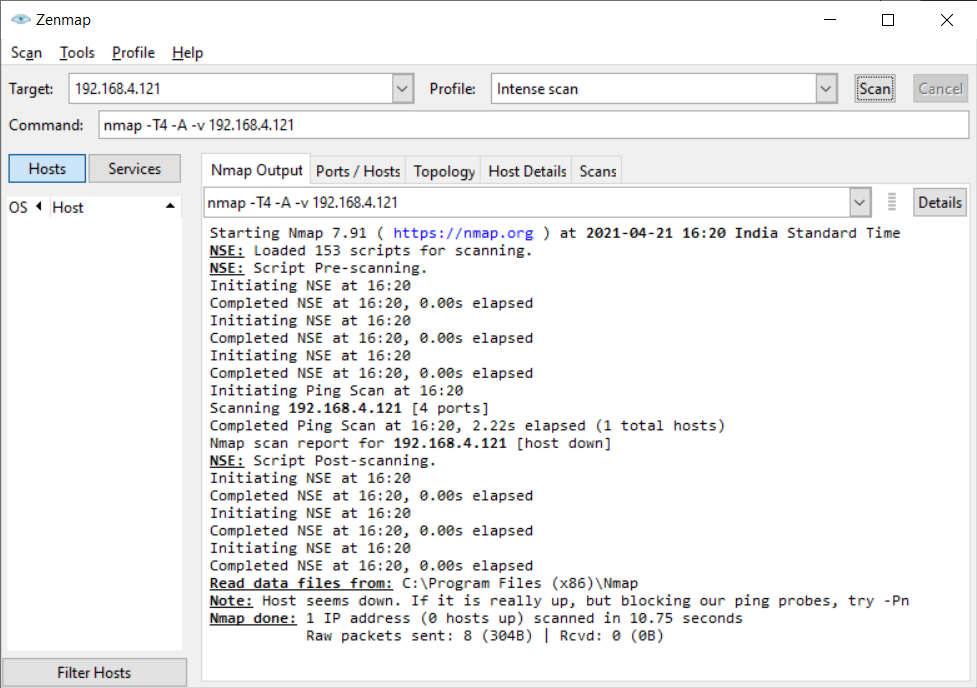 Zenmap
Scan Tools Profile Help
Target: 192.168.4.121 Profile: Intense scan Scan Cancel
Command: nmap -T4 -A -v 192.168.4.121
Hosts Services Nmap Output Ports / Hosts Topology Host Details Scans
OS Host nmap -T4 -A -v 192.168.4.121 Details
Starting Nmap 7.91 ( https://nmap.org ) at 2021-04-21 16:20 India Standard Time
NSE: Loaded 153 scripts for scanning.
NSE: Script Pre-scanning.
Initiating NSE at 16:20
Completed NSE at 16:20, 0.00s elapsed
Initiating NSE at 16:20
Completed NSE at 16:20, 0.00s elapsed
Initiating NSE at 16:20
Completed NSE at 16:20, 0.00s elapsed
Initiating Ping Scan at 16:20
Scanning 192.168.4.121 [4 ports]
Completed Ping Scan at 16:20, 2.22s elapsed (1 total hosts)
Nmap scan report for 192.168.4.121 [host down]
NSE: Script Post-scanning.
Initiating NSE at 16:20
Completed NSE at 16:20, 0.00s elapsed
Initiating NSE at 16:20
Completed NSE at 16:20, 0.00s elapsed
Initiating NSE at 16:20
Completed NSE at 16:20, 0.00s elapsed
Read data files from: C:\Program Files (x86)\Nmap
Note: Host seems down. If it is really up, but blocking our ping probes, try -Pn
Nmap done: 1 IP address (0 hosts up) scanned in 10.75 seconds
Raw packets sent: 8 (304B) | Rcvd: 0 (0B)
Filter Hosts